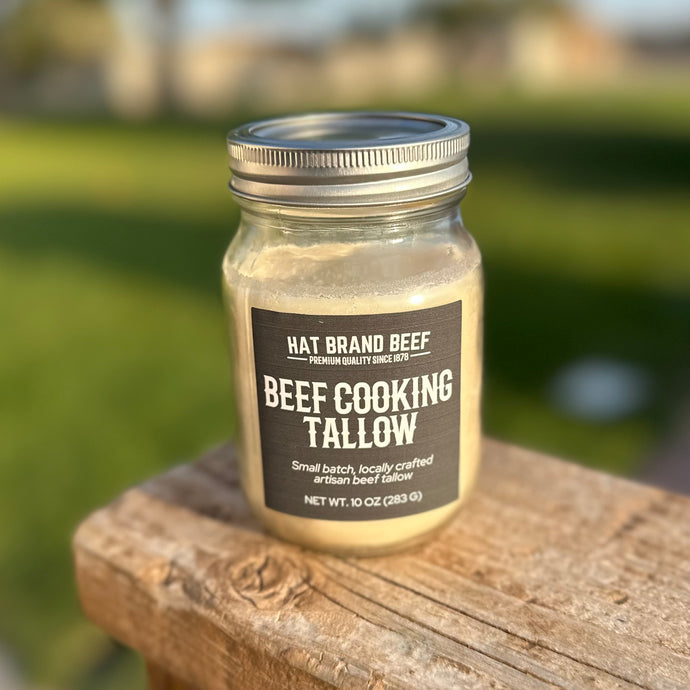 HAT BRAND BEEF
PREMIUM QUALITY SINCE 1878
BEEF COOKING
TALLOW
Small batch, locally crafted
artisan beef tallow
NET WT. 10 OZ (283 G)